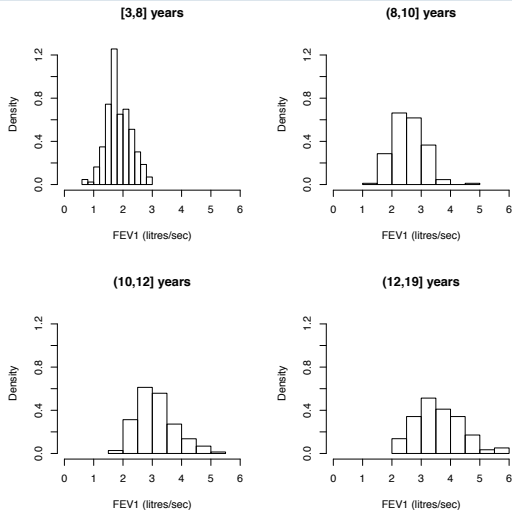 [3,8] years
(8,10] years
Density
0.0 0.4 0.8 1.2
0 1 2 3 4 5 6
FEV1 (litres/sec)
Density
0.0 0.4 0.8 1.2
0 1 2 3 4 5 6
FEV1 (litres/sec)
(10,12] years
(12,19] years
Density
0.0 0.4 0.8 1.2
0 1 2 3 4 5 6
FEV1 (litres/sec)
Density
0.0 0.4 0.8 1.2
0 1 2 3 4 5 6
FEV1 (litres/sec)